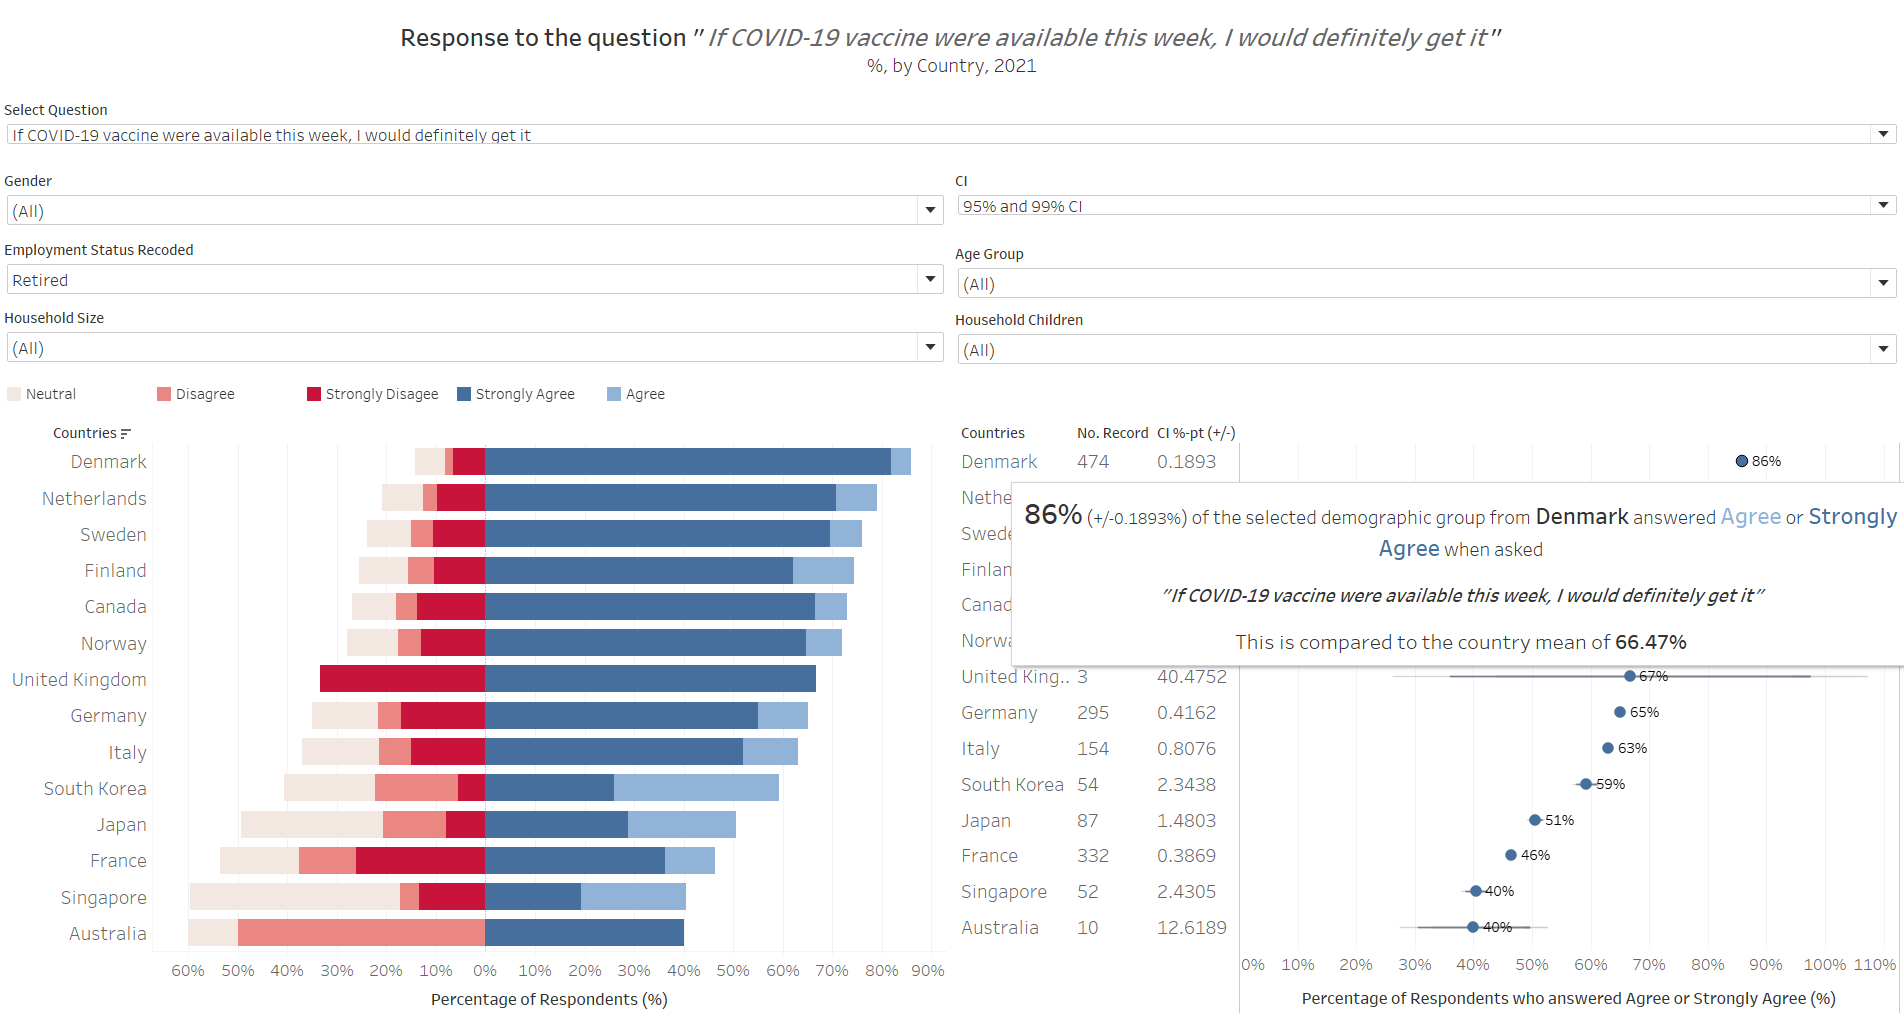 Response to the question " If COVID-19 vaccine were available this week, I would definitely get it"
%, by Country, 2021
Select Question
If COVID-19 vaccine were available this week, I would definitely get it
Gender
(All)
CI
95% and 99% CI
Employment Status Recoded
Retired
Age Group
(All)
Household Size
(All)
Household Children
(All)
Neutral Disagree Strongly Disagee Strongly Agree Agree
Countries
Denmark
Netherlands
Sweden
Finland
Canada
Norway
United Kingdom
Germany
Italy
South Korea
Japan
France
Singapore
Australia
60% 50% 40% 30% 20% 10% 0% 10% 20% 30% 40% 50% 60% 70% 80% 90%
Percentage of Respondents (%)
Countries No. Record CI %-pt (+/-)
Denmark 474 0.1893 86%
Nethe
Swede
Finlan
Canad
Norwa
86% (+/-0.1893%) of the selected demographic group from Denmark answered Agree or Strongly
Agree when asked
"If COVID-19 vaccine were available this week, I would definitely get it"
This is compared to the country mean of 66.47%
United King.. 3 40.4752 67%
Germany 295 0.4162 65%
Italy 154 0.8076 63%
South Korea 54 2.3438 59%
Japan 87 1.4803 51%
France 332 0.3869 46%
Singapore 52 2.4305 40%
Australia 10 12.6189 40%
0% 10% 20% 30% 40% 50% 60% 70% 80% 90% 100% 110%
Percentage of Respondents who answered Agree or Strongly Agree (%)